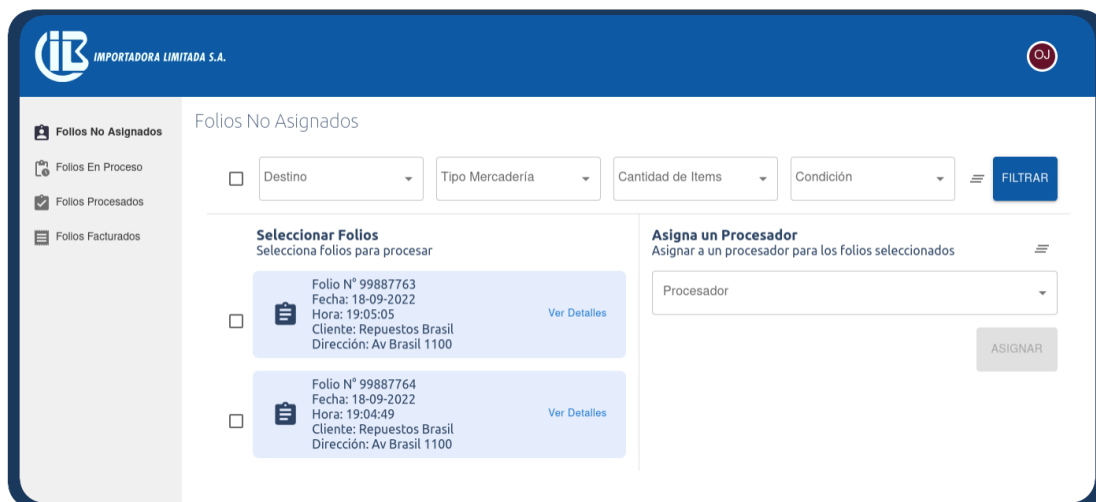 ILB IMPORTADORA LIMITADA S.A.
OJ
Folios No Asignados
Folios En Proceso
Folios Procesados
Folios Facturados
Folios No Asignados
Destino
Tipo Mercadería
Cantidad de Items
Condición
FILTRAR
Seleccionar Folios
Selecciona folios para procesar
Folio N° 99887763
Fecha: 18-09-2022
Hora: 19:05:05
Cliente: Repuestos Brasil
Dirección: Av Brasil 1100
Ver Detalles
Folio N° 99887764
Fecha: 18-09-2022
Hora: 19:04:49
Cliente: Repuestos Brasil
Dirección: Av Brasil 1100
Ver Detalles
Asigna un Procesador
Asignar a un procesador para los folios seleccionados
Procesador
ASIGNAR